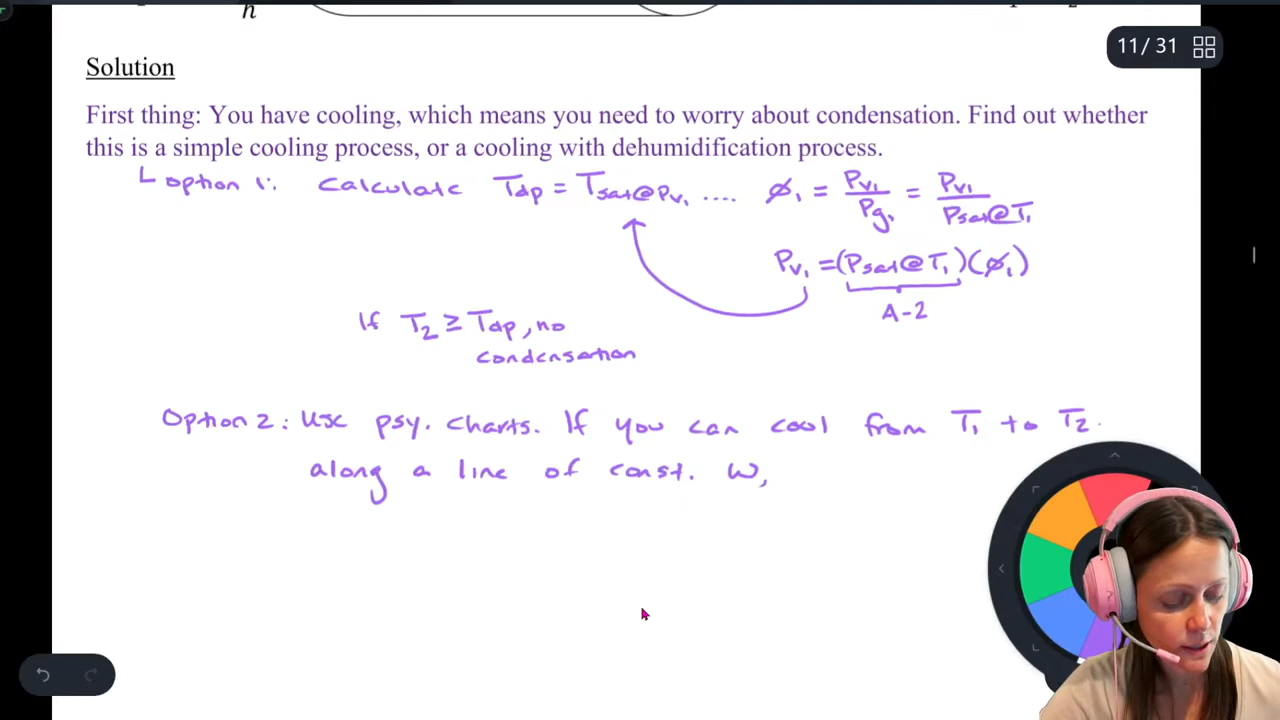 h
11 / 31
Solution
First thing: You have cooling, which means you need to worry about condensation. Find out whether
this is a simple cooling process, or a cooling with dehumidification process.
option 1: Calculate Tdp = Tsat@Pv1 .... ϕ1 = Pv1/Pg1 = Pv1/Psat@T1
Pv1 = (Psat@T1)(ϕ1)
A-2
If T2 ≥ Tdp, no
condensation
Option 2: Use psy. charts. If you can cool from T1 to T2
along a line of const. ω,